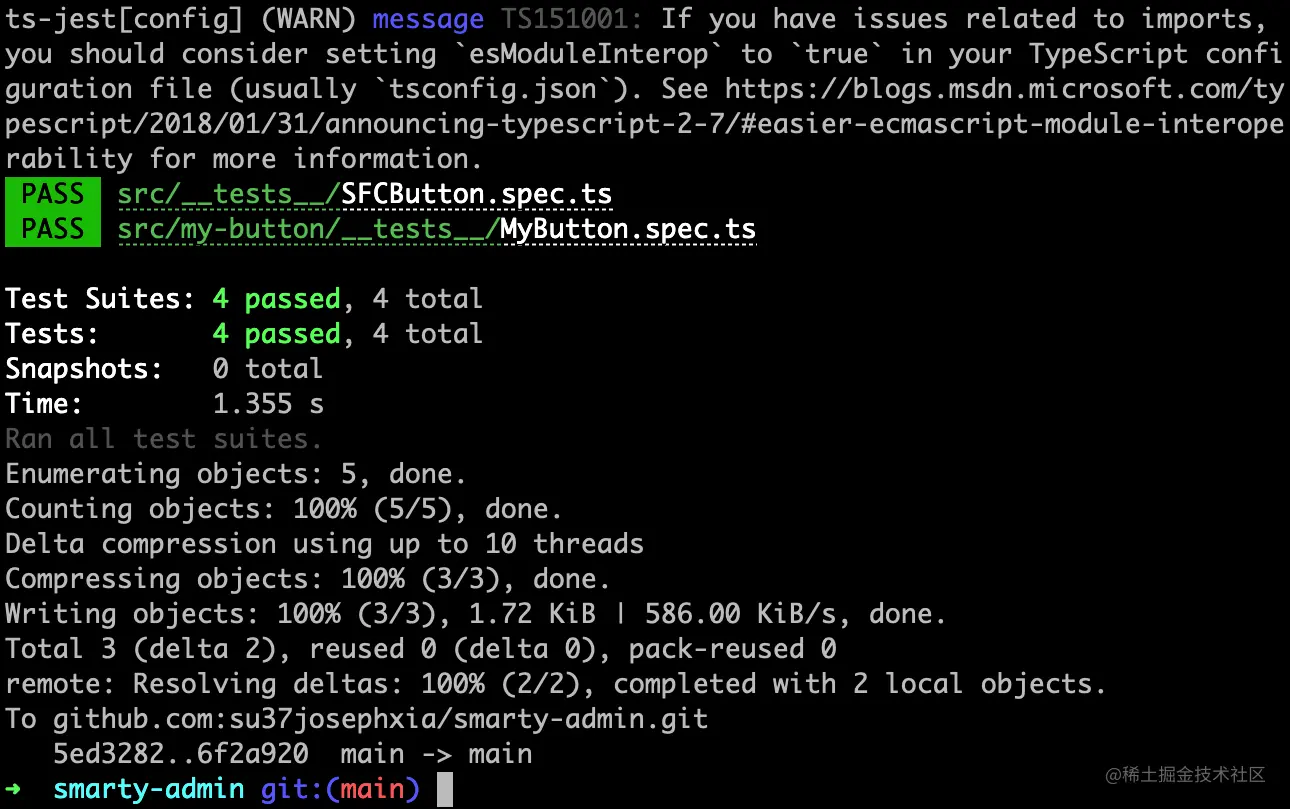 ts-jest[config] (WARN) message TS151001: If you have issues related to imports,
you should consider setting `esModuleInterop` to `true` in your TypeScript confi
guration file (usually `tsconfig.json`). See https://blogs.msdn.microsoft.com/ty
pescript/2018/01/31/announcing-typescript-2-7/#easier-ecmascript-module-interope
rability for more information.
PASS src/__tests__/SFCButton.spec.ts
PASS src/my-button/__tests__/MyButton.spec.ts
Test Suites: 4 passed, 4 total
Tests: 4 passed, 4 total
Snapshots: 0 total
Time: 1.355 s
Ran all test suites.
Enumerating objects: 5, done.
Counting objects: 100% (5/5), done.
Delta compression using up to 10 threads
Compressing objects: 100% (3/3), done.
Writing objects: 100% (3/3), 1.72 KiB | 586.00 KiB/s, done.
Total 3 (delta 2), reused 0 (delta 0), pack-reused 0
remote: Resolving deltas: 100% (2/2), completed with 2 local objects.
To github.com:su37josephxia/smarty-admin.git
5ed3282..6f2a920 main -> main
➜ smarty-admin git:(main)
@稀土掘金技术社区